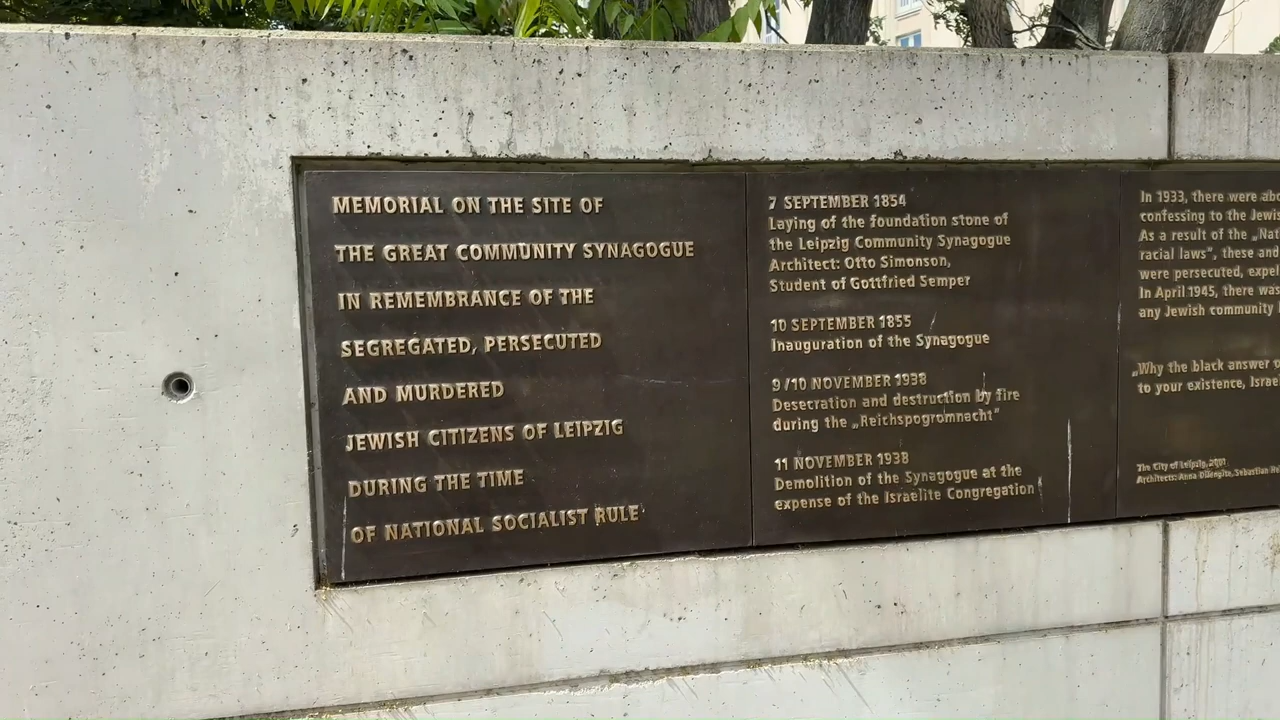 MEMORIAL ON THE SITE OF
THE GREAT COMMUNITY SYNAGOGUE
IN REMEMBRANCE OF THE
SEGREGATED, PERSECUTED
AND MURDERED
JEWISH CITIZENS OF LEIPZIG
DURING THE TIME
OF NATIONAL SOCIALIST RULE
7 SEPTEMBER 1854
Laying of the foundation stone of
the Leipzig Community Synagogue
Architect: Otto Simonson,
Student of Gottfried Semper
10 SEPTEMBER 1855
Inauguration of the Synagogue
9/10 NOVEMBER 1938
Desecration and destruction by fire
during the „Reichspogromnacht"
11 NOVEMBER 1938
Demolition of the Synagogue at the
expense of the Israelite Congregation
In 1933, there were
confessing to the
As a result of the
racial laws", these and
were persecuted,
In April 1945, there was
any Jewish community
„Why the black answer
to your existence,
The City of Leipzig, 2001
Architects: Anna Dilengite, Sebastian